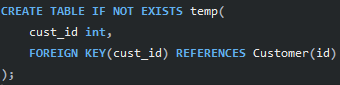 CREATE TABLE IF NOT EXISTS temp(
    cust_id int,
    FOREIGN KEY(cust_id) REFERENCES Customer(id)
);